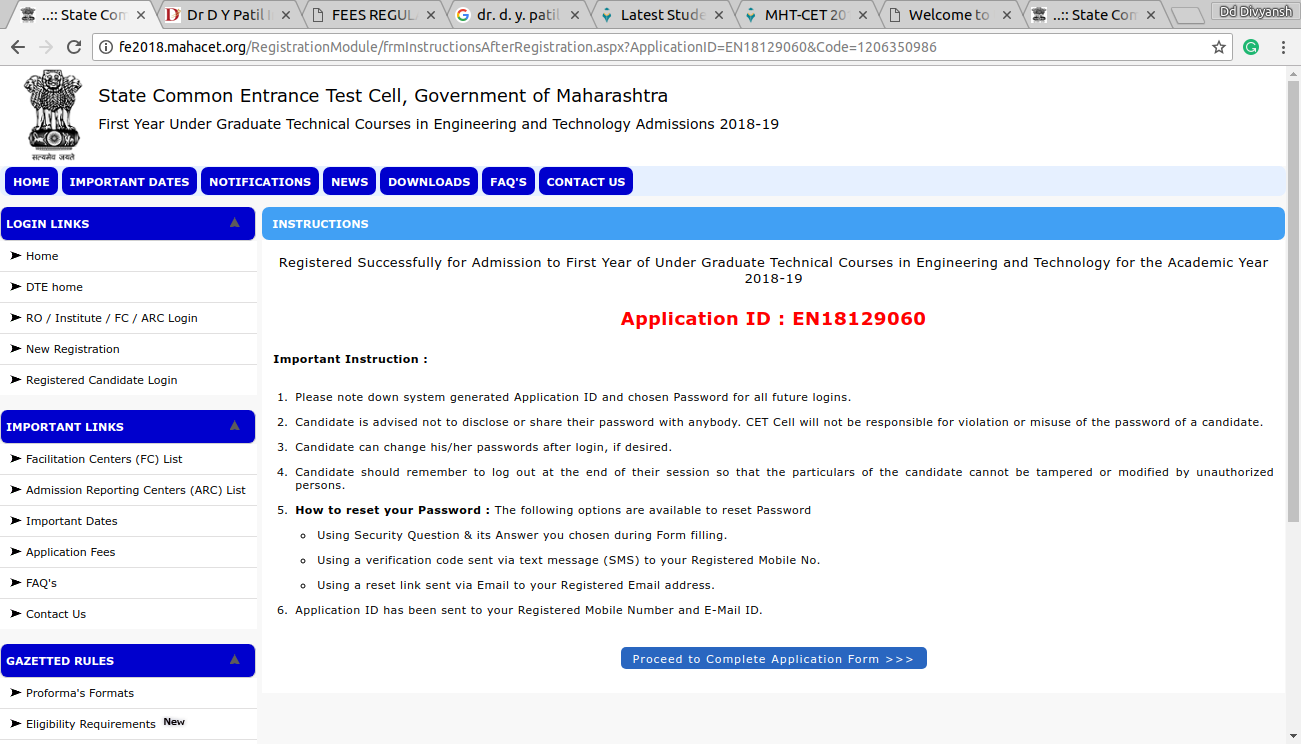 ..:: State Com
Dr D Y Patil I
FEES REGUL
dr. d. y. patil
Latest Stude
MHT-CET 20
Welcome to
..:: State Com
Dd Divyansh
fe2018.mahacet.org/RegistrationModule/frmInstructionsAfterRegistration.aspx?ApplicationID=EN18129060&Code=1206350986
सत्यमेव जयते
State Common Entrance Test Cell, Government of Maharashtra
First Year Under Graduate Technical Courses in Engineering and Technology Admissions 2018-19
HOME IMPORTANT DATES NOTIFICATIONS NEWS DOWNLOADS FAQ'S CONTACT US
LOGIN LINKS
Home
DTE home
RO / Institute / FC / ARC Login
New Registration
Registered Candidate Login
IMPORTANT LINKS
Facilitation Centers (FC) List
Admission Reporting Centers (ARC) List
Important Dates
Application Fees
FAQ's
Contact Us
GAZETTED RULES
Proforma's Formats
Eligibility Requirements New
INSTRUCTIONS
Registered Successfully for Admission to First Year of Under Graduate Technical Courses in Engineering and Technology for the Academic Year
2018-19
Application ID : EN18129060
Important Instruction :
1. Please note down system generated Application ID and chosen Password for all future logins.
2. Candidate is advised not to disclose or share their password with anybody. CET Cell will not be responsible for violation or misuse of the password of a candidate.
3. Candidate can change his/her passwords after login, if desired.
4. Candidate should remember to log out at the end of their session so that the particulars of the candidate cannot be tampered or modified by unauthorized
persons.
5. How to reset your Password : The following options are available to reset Password
Using Security Question & its Answer you chosen during Form filling.
Using a verification code sent via text message (SMS) to your Registered Mobile No.
Using a reset link sent via Email to your Registered Email address.
6. Application ID has been sent to your Registered Mobile Number and E-Mail ID.
Proceed to Complete Application Form >>>